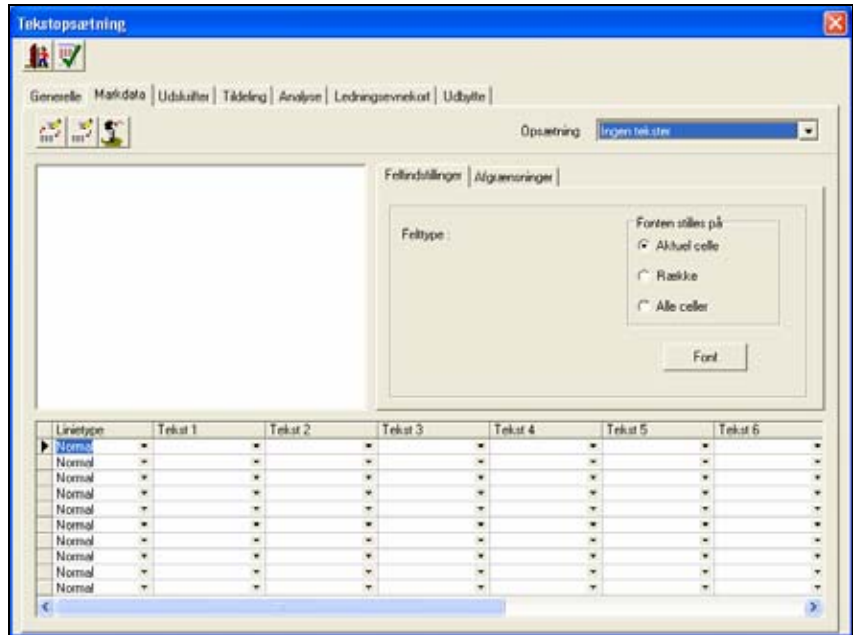 Tekstopsætning
Generelle Markdata Udskrifter Tildeling Analyse Ledningsevnekort Udbytte
Opsætning Ingen tekster
Feltindstillinger Afgrænsninger
Felttype :
Fonten stilles på
Aktuel celle
Række
Alle celler
Font
Linietype Tekst 1 Tekst 2 Tekst 3 Tekst 4 Tekst 5 Tekst 6
Normal
Normal
Normal
Normal
Normal
Normal
Normal
Normal
Normal
Normal